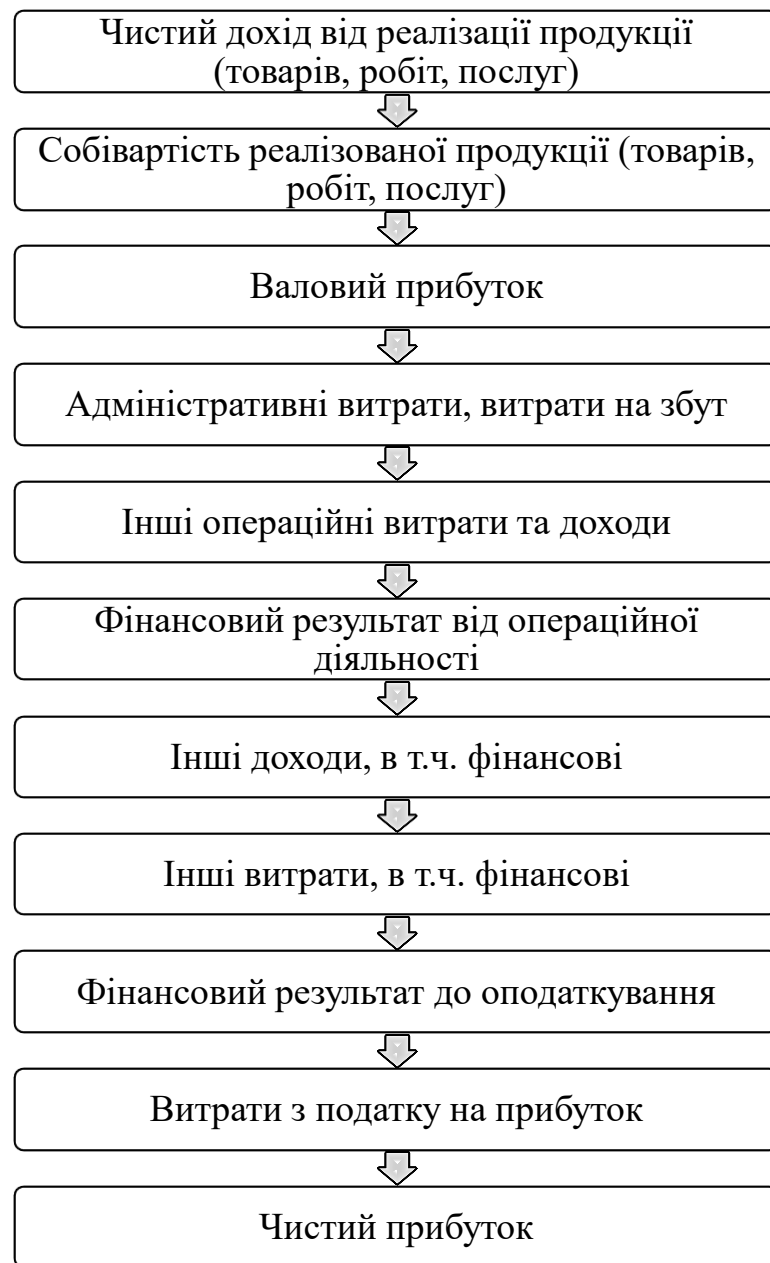 Чистий дохід від реалізації продукції
(товарів, робіт, послуг)
Собівартість реалізованої продукції (товарів,
робіт, послуг)
Валовий прибуток
Адміністративні витрати, витрати на збут
Інші операційні витрати та доходи
Фінансовий результат від операційної
діяльності
Інші доходи, в т.ч. фінансові
Інші витрати, в т.ч. фінансові
Фінансовий результат до оподаткування
Витрати з податку на прибуток
Чистий прибуток